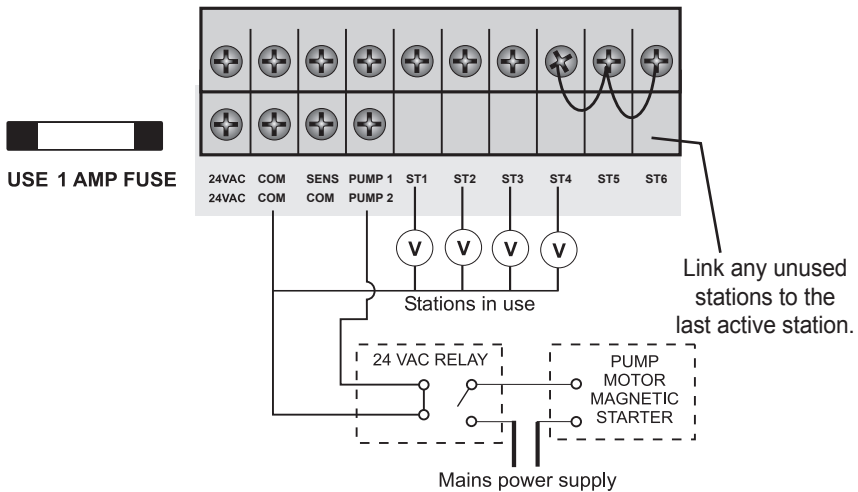 USE 1 AMP FUSE
24VAC COM SENS PUMP 1 ST1 ST2 ST3 ST4 ST5 ST6
24VAC COM COM PUMP 2
V V V V
Stations in use
Link any unused
stations to the
last active station.
24 VAC RELAY
PUMP
MOTOR
MAGNETIC
STARTER
Mains power supply